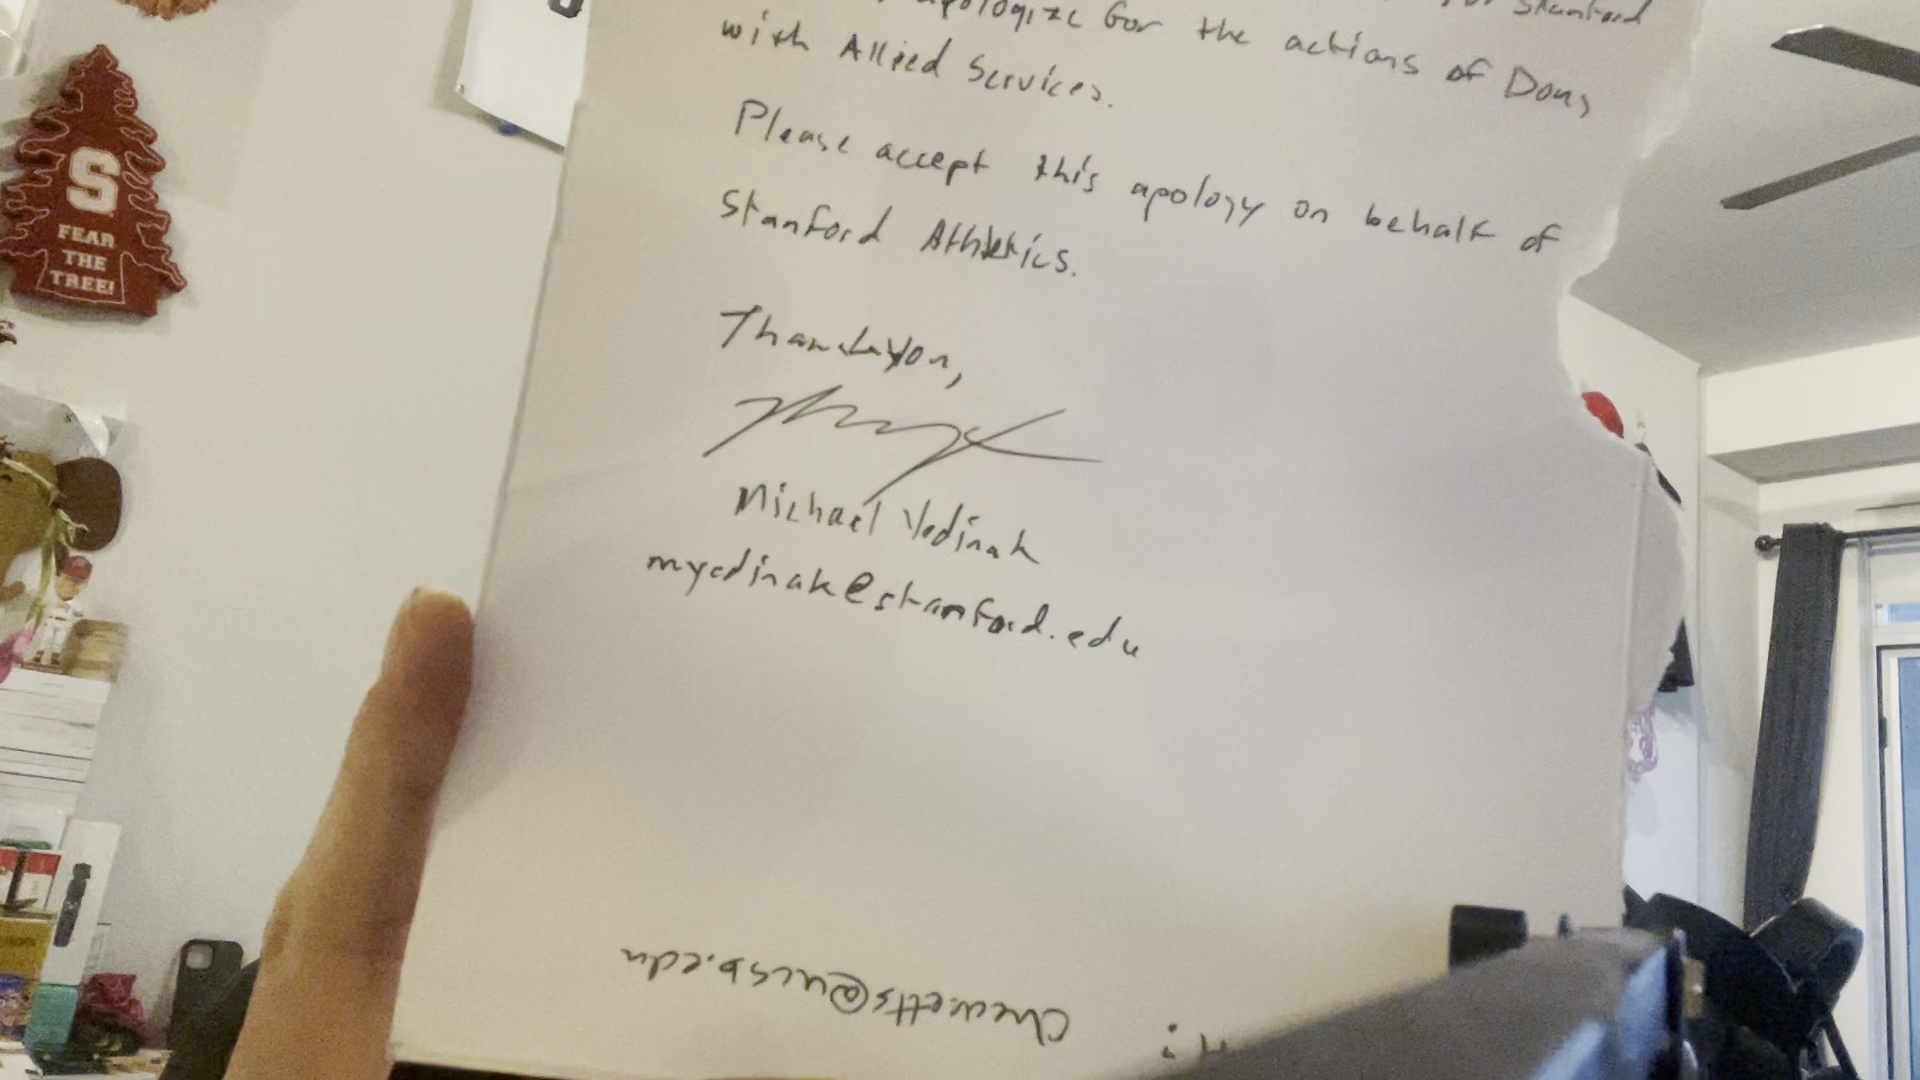 apologize for the actions of Doug
with Allied Services.
Please accept this apology on behalf of
Stanford Athletics.
Thank you,
Michael Yedinak
myedinak@stanford.edu
S
FEAR
THE
TREE!